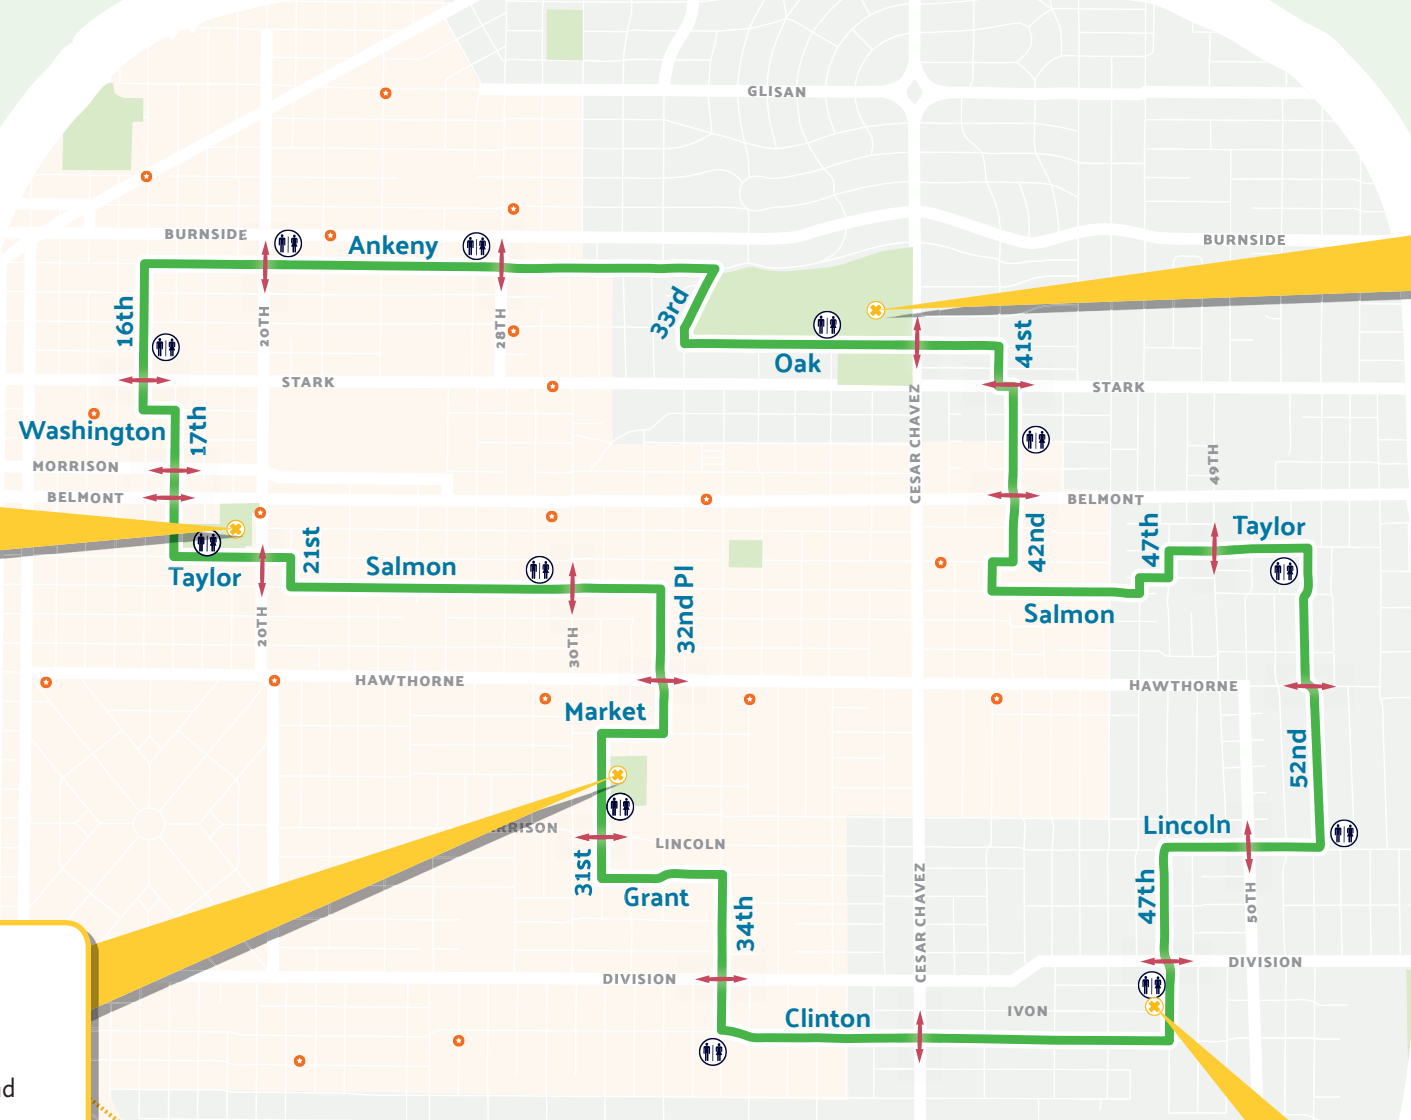 GLISAN
BURNSIDE
Ankeny
BURNSIDE
16th
20TH
28TH
33rd
41st
Oak
STARK
STARK
Washington
17th
CESAR CHAVEZ
MORRISON
49TH
BELMONT
BELMONT
21st
42nd
47th
Taylor
Taylor
Salmon
32nd Pl
Salmon
20TH
30TH
HAWTHORNE
HAWTHORNE
Market
52nd
RRISON
LINCOLN
Lincoln
31st
Grant
47th
50TH
34th
CESAR CHAVEZ
DIVISION
DIVISION
Clinton
IVON